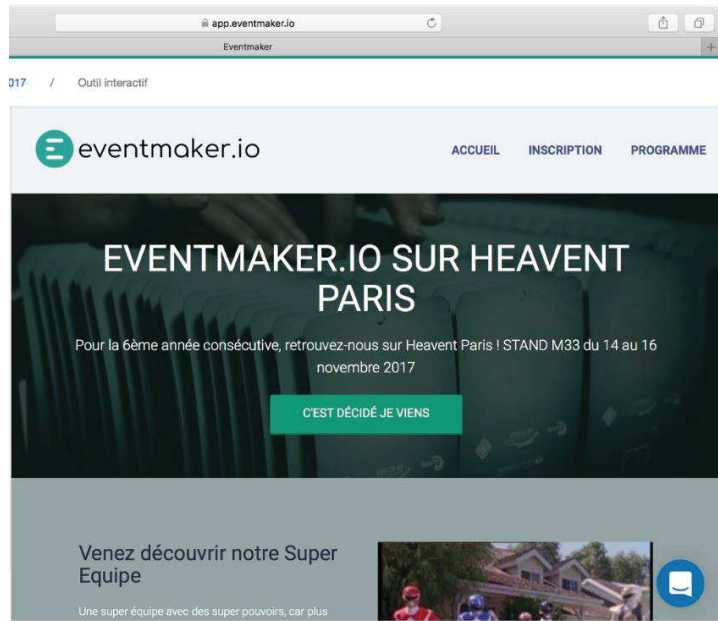 app.eventmaker.io
Eventmaker
017 / Outil interactif
eventmaker.io
ACCUEIL INSCRIPTION PROGRAMME
EVENTMAKER.IO SUR HEAVENT
PARIS
Pour la 6ème année consécutive, retrouvez-nous sur Heavent Paris ! STAND M33 du 14 au 16
novembre 2017
C'EST DÉCIDÉ JE VIENS
Venez découvrir notre Super
Equipe
Une super équipe avec des super pouvoirs, car plus